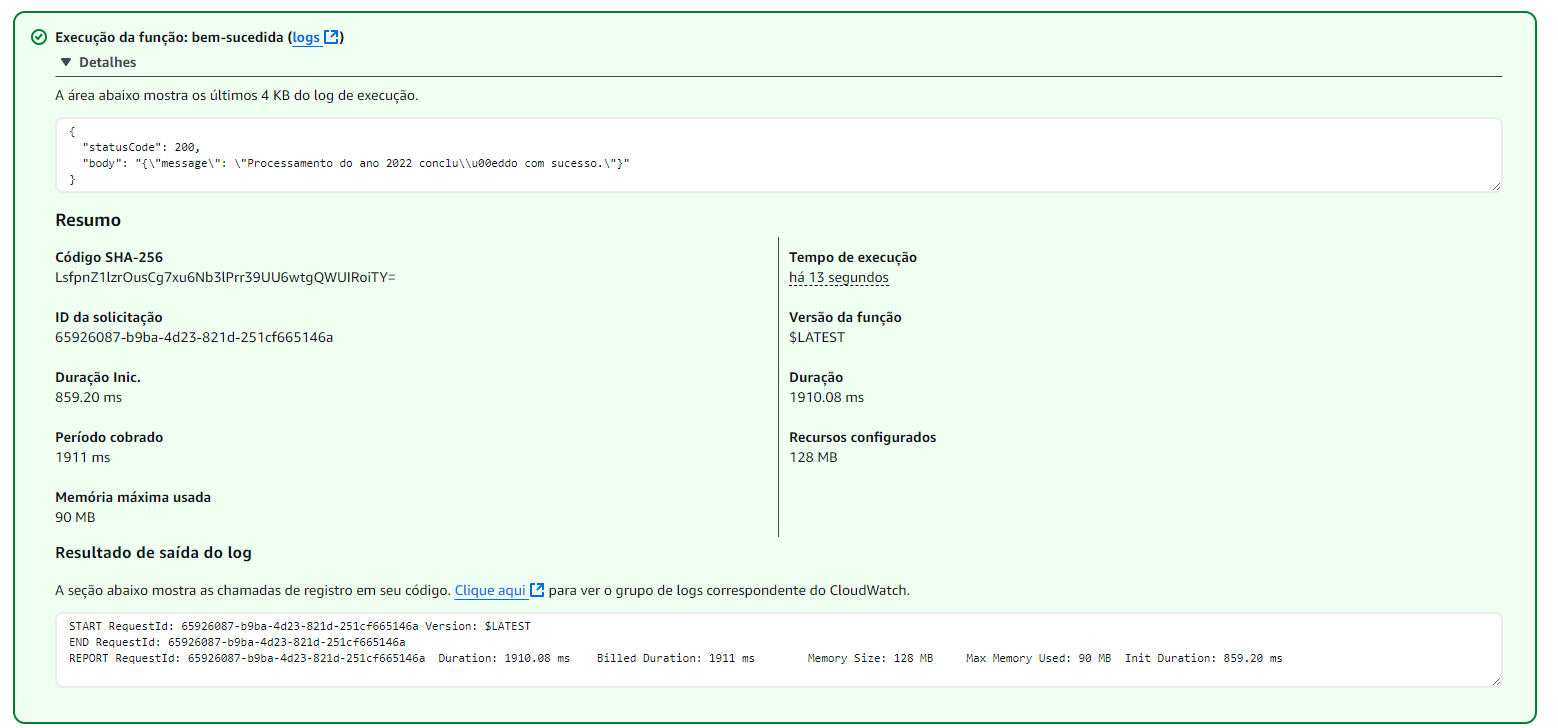 Execução da função: bem-sucedida (logs)
Detalhes
A área abaixo mostra os últimos 4 KB do log de execução.
{
  "statusCode": 200,
  "body": "{\"message\": \"Processamento do ano 2022 conclu\\u00eddo com sucesso.\"}"
}
Resumo
Código SHA-256
LsfpnZ1lzrOusCg7xu6Nb3lPrr39UU6wtgQWUIRoiTY=
ID da solicitação
65926087-b9ba-4d23-821d-251cf665146a
Duração Inic.
859.20 ms
Período cobrado
1911 ms
Memória máxima usada
90 MB
Tempo de execução
há 13 segundos
Versão da função
$LATEST
Duração
1910.08 ms
Recursos configurados
128 MB
Resultado de saída do log
A seção abaixo mostra as chamadas de registro em seu código. Clique aqui para ver o grupo de logs correspondente do CloudWatch.
START RequestId: 65926087-b9ba-4d23-821d-251cf665146a Version: $LATEST
END RequestId: 65926087-b9ba-4d23-821d-251cf665146a
REPORT RequestId: 65926087-b9ba-4d23-821d-251cf665146a  Duration: 1910.08 ms    Billed Duration: 1911 ms        Memory Size: 128 MB     Max Memory Used: 90 MB  Init Duration: 859.20 ms